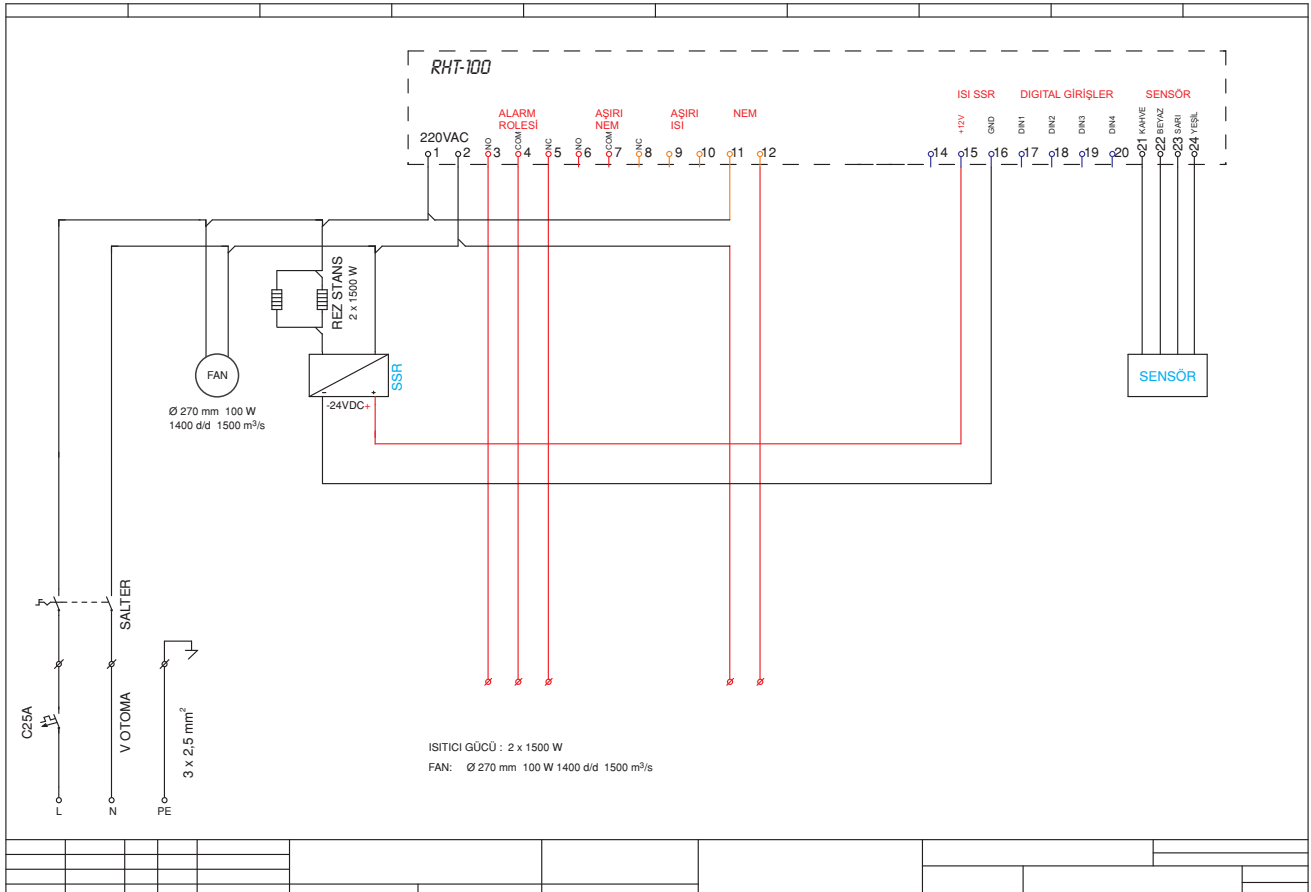 RHT-100
ALARM
ROLESİ
AŞIRI
NEM
AŞIRI
ISI
NEM
ISI SSR
DIGITAL GİRİŞLER
SENSÖR
220VAC
NO
COM
NC
NO
COM
NC
+12V
GND
DIN1
DIN2
DIN3
DIN4
KAHVE
BEYAZ
SARI
YEŞİL
1 2 3 4 5 6 7 8 9 10 11 12 14 15 16 17 18 19 20 21 22 23 24
REZ STANS
2 x 1500 W
FAN
Ø 270 mm 100 W
1400 d/d 1500 m³/s
SSR
- +
-24VDC+
SENSÖR
SALTER
C25A
V OTOMA
3 x 2,5 mm²
L N PE
ISITICI GÜCÜ : 2 x 1500 W
FAN: Ø 270 mm 100 W 1400 d/d 1500 m³/s